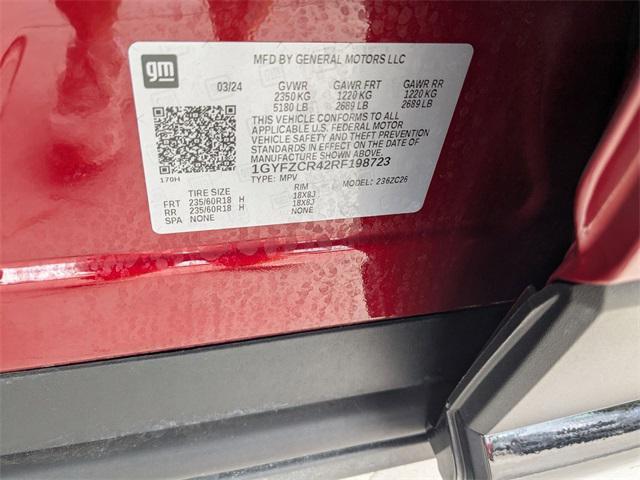 gm
MFD BY GENERAL MOTORS LLC
03/24 GVWR GAWR FRT GAWR RR
2350 KG 1220 KG 1220 KG
5180 LB 2689 LB 2689 LB
THIS VEHICLE CONFORMS TO ALL
APPLICABLE U.S. FEDERAL MOTOR
VEHICLE SAFETY AND THEFT PREVENTION
STANDARDS IN EFFECT ON THE DATE OF
MANUFACTURE SHOWN ABOVE.
1GYFZCR42RF198723
170H TYPE: MPV MODEL: 236ZC26
TIRE SIZE RIM
FRT 235/60R18 H 18X8J
RR 235/60R18 H 18X8J
SPA NONE NONE